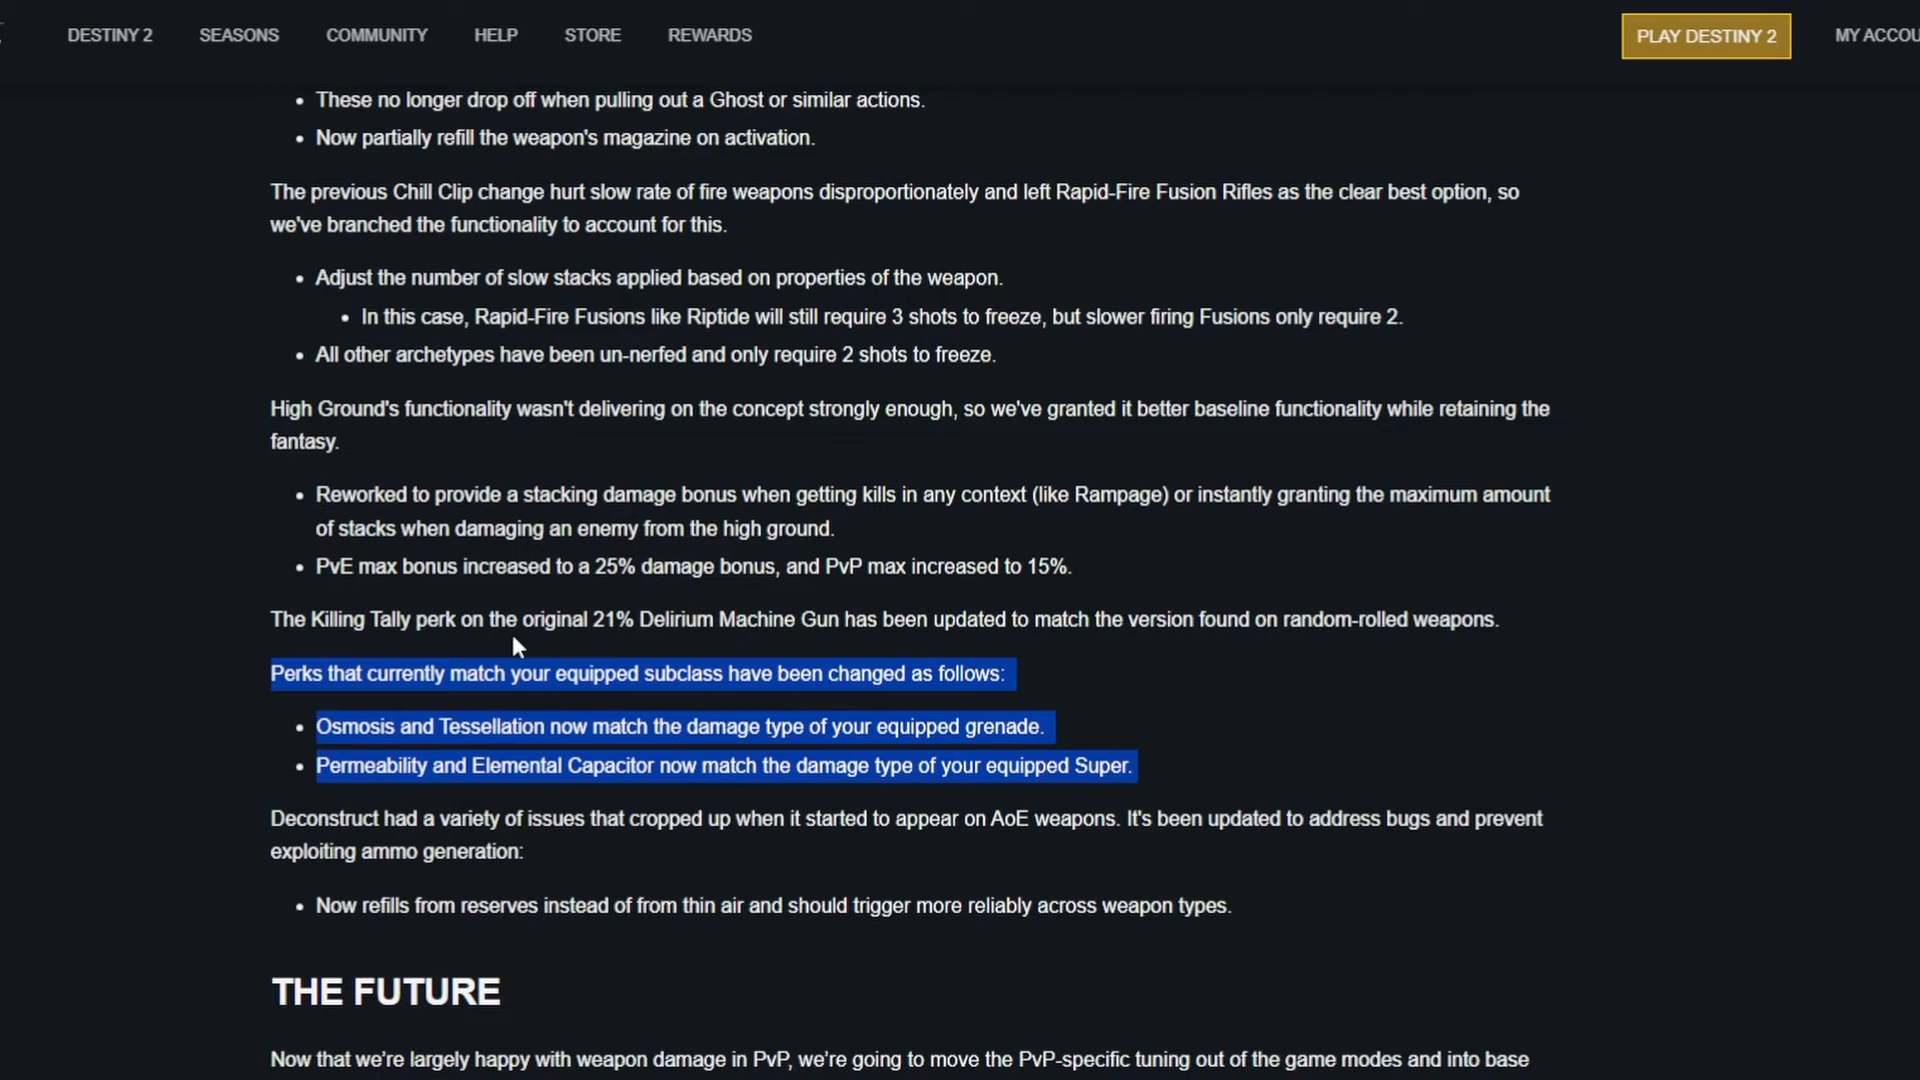 DESTINY 2 SEASONS COMMUNITY HELP STORE REWARDS PLAY DESTINY 2 MY ACCOU
These no longer drop off when pulling out a Ghost or similar actions.
Now partially refill the weapon's magazine on activation.
The previous Chill Clip change hurt slow rate of fire weapons disproportionately and left Rapid-Fire Fusion Rifles as the clear best option, so
we've branched the functionality to account for this.
Adjust the number of slow stacks applied based on properties of the weapon.
In this case, Rapid-Fire Fusions like Riptide will still require 3 shots to freeze, but slower firing Fusions only require 2.
All other archetypes have been un-nerfed and only require 2 shots to freeze.
High Ground's functionality wasn't delivering on the concept strongly enough, so we've granted it better baseline functionality while retaining the
fantasy.
Reworked to provide a stacking damage bonus when getting kills in any context (like Rampage) or instantly granting the maximum amount
of stacks when damaging an enemy from the high ground.
PvE max bonus increased to a 25% damage bonus, and PvP max increased to 15%.
The Killing Tally perk on the original 21% Delirium Machine Gun has been updated to match the version found on random-rolled weapons.
Perks that currently match your equipped subclass have been changed as follows:
Osmosis and Tessellation now match the damage type of your equipped grenade.
Permeability and Elemental Capacitor now match the damage type of your equipped Super.
Deconstruct had a variety of issues that cropped up when it started to appear on AoE weapons. It's been updated to address bugs and prevent
exploiting ammo generation:
Now refills from reserves instead of from thin air and should trigger more reliably across weapon types.
THE FUTURE
Now that we're largely happy with weapon damage in PvP, we're going to move the PvP-specific tuning out of the game modes and into base